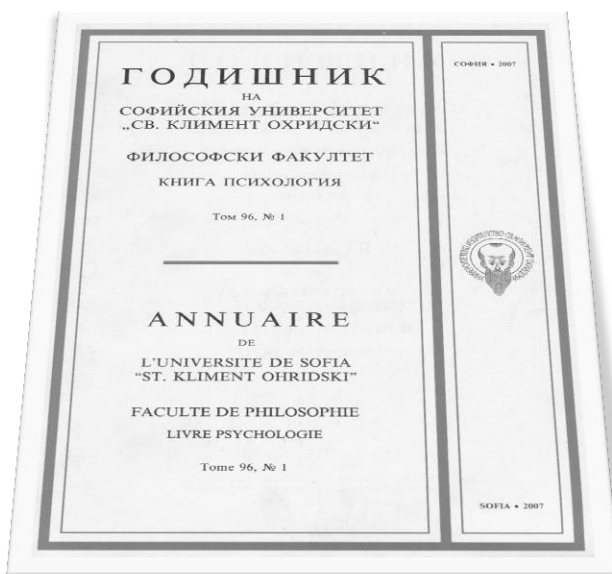 ГОДИШНИК
НА
СОФИЙСКИЯ УНИВЕРСИТЕТ
„СВ. КЛИМЕНТ ОХРИДСКИ“
ФИЛОСОФСКИ ФАКУЛТЕТ
КНИГА ПСИХОЛОГИЯ
Том 96, № 1
ANNUAIRE
DE
L'UNIVERSITE DE SOFIA
“ST. KLIMENT OHRIDSKI”
FACULTE DE PHILOSOPHIE
LIVRE PSYCHOLOGIE
Tome 96, № 1
СОФИЯ • 2007
SOFIA • 2007